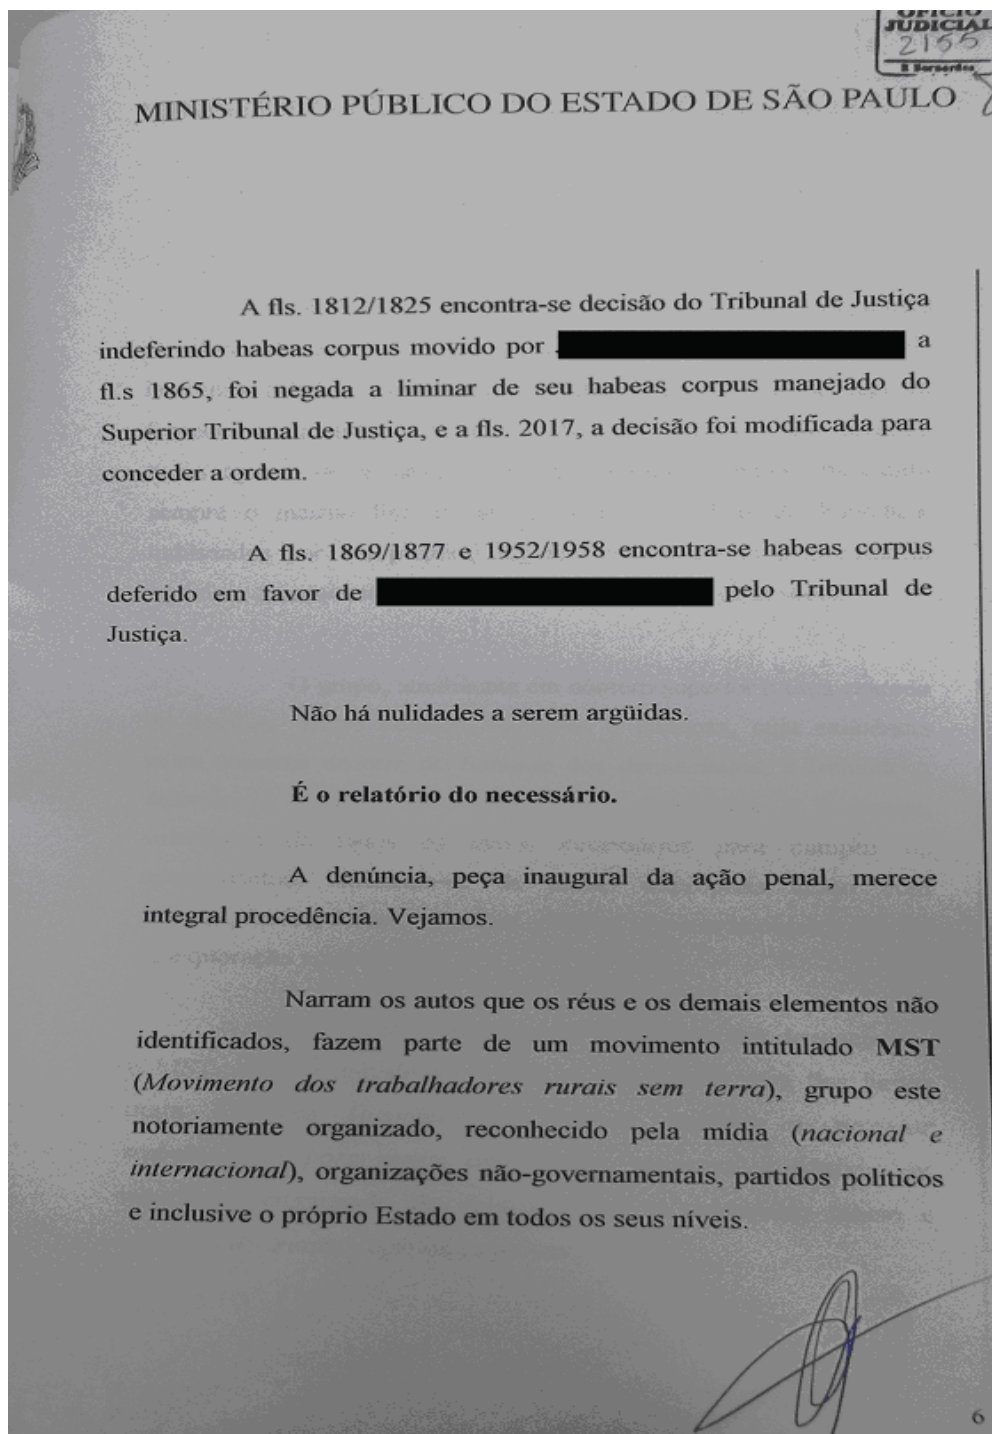 OFICIO
JUDICIAL
2155
MINISTÉRIO PÚBLICO DO ESTADO DE SÃO PAULO
A fls. 1812/1825 encontra-se decisão do Tribunal de Justiça
indeferindo habeas corpus movido por a
fl.s 1865, foi negada a liminar de seu habeas corpus manejado do
Superior Tribunal de Justiça, e a fls. 2017, a decisão foi modificada para
conceder a ordem.
A fls. 1869/1877 e 1952/1958 encontra-se habeas corpus
deferido em favor de pelo Tribunal de
Justiça.
Não há nulidades a serem argüidas.
É o relatório do necessário.
A denúncia, peça inaugural da ação penal, merece
integral procedência. Vejamos.
Narram os autos que os réus e os demais elementos não
identificados, fazem parte de um movimento intitulado MST
(Movimento dos trabalhadores rurais sem terra), grupo este
notoriamente organizado, reconhecido pela mídia (nacional e
internacional), organizações não-governamentais, partidos políticos
e inclusive o próprio Estado em todos os seus níveis.
6